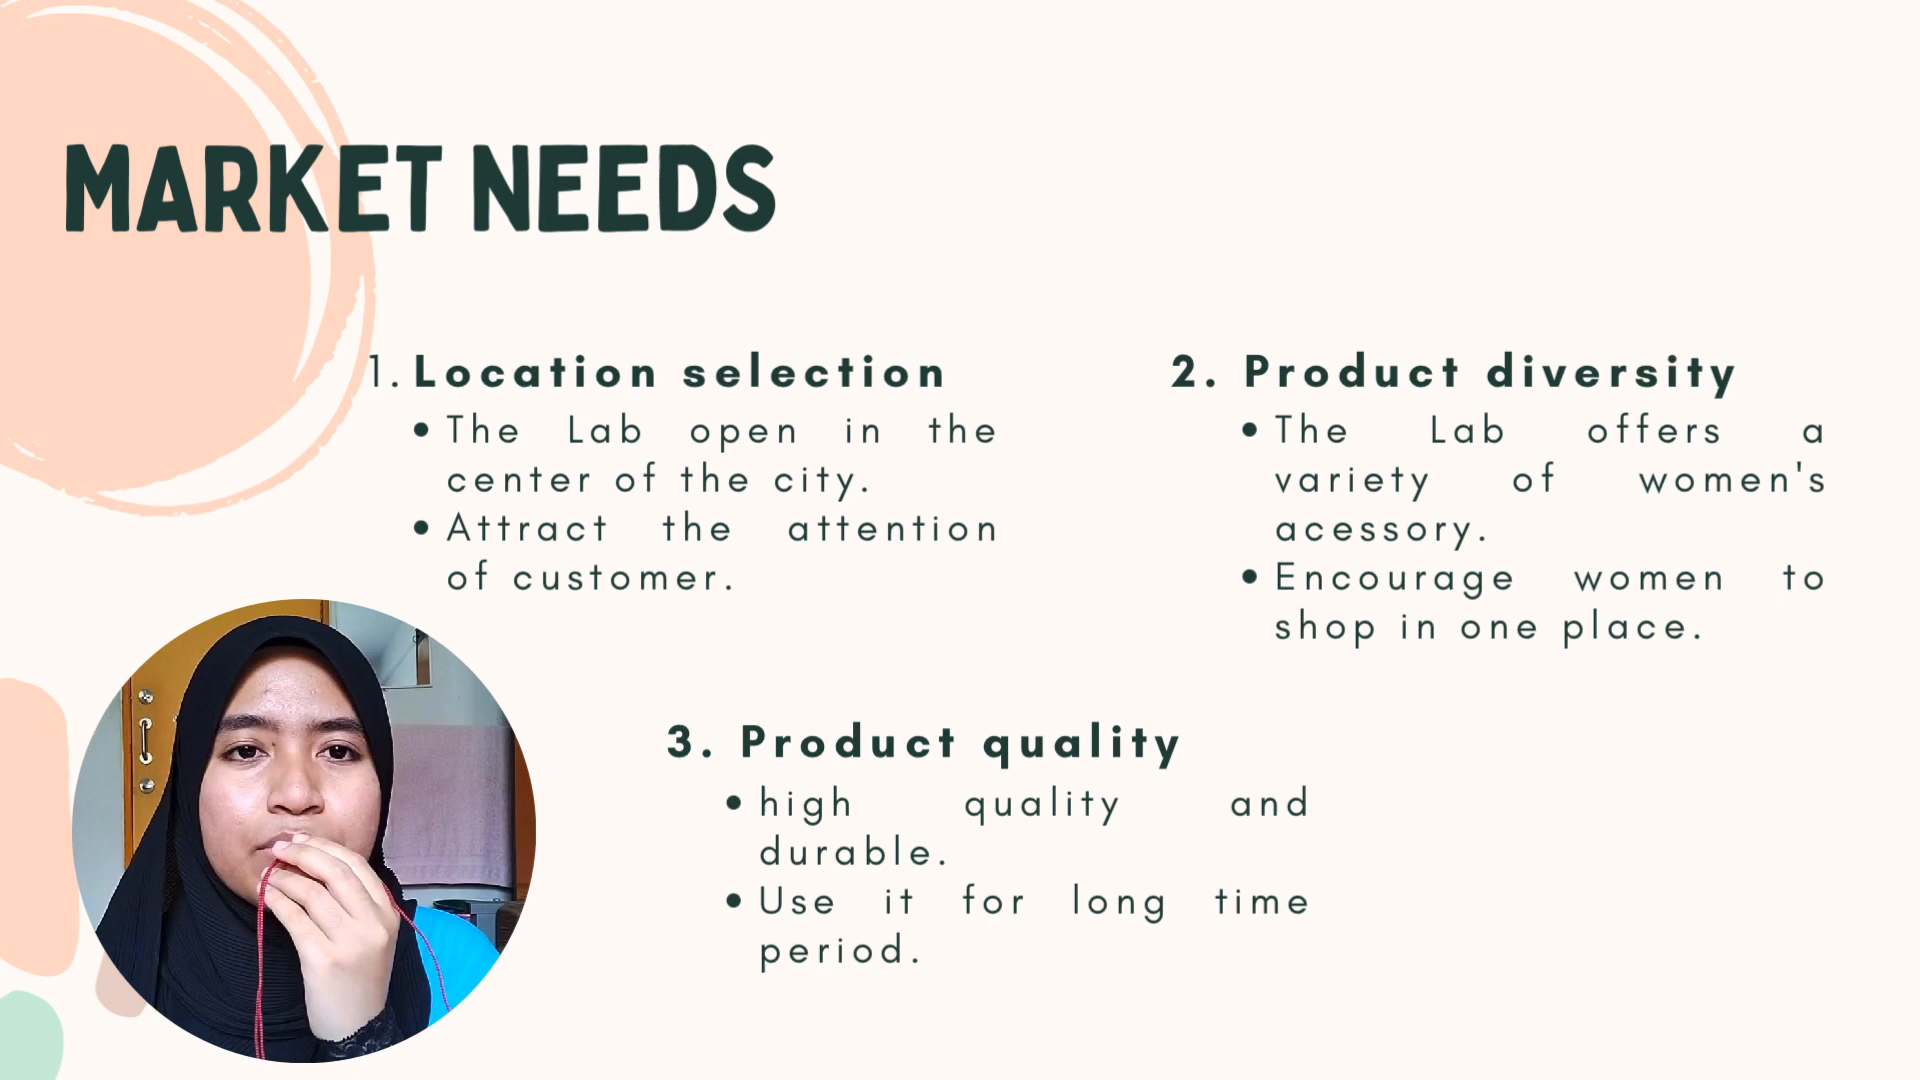 MARKET NEEDS
1. Location selection
• The Lab open in the
center of the city.
• Attract the attention
of customer.
2. Product diversity
• The Lab offers a
variety of women's
acessory.
• Encourage women to
shop in one place.
3. Product quality
• high quality and
durable.
• Use it for long time
period.